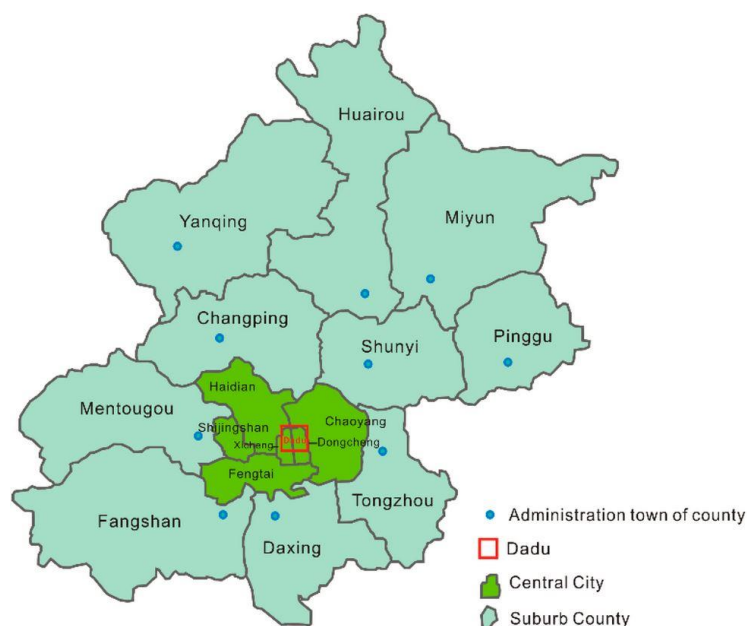 Huairou
Yanqing
Miyun
Changping
Shunyi
Pinggu
Haidian
Mentougou
Chaoyang
Shijingshan
Xicheng
Dadu
Dongcheng
Fengtai
Tongzhou
Fangshan
Daxing
Administration town of county
Dadu
Central City
Suburb County